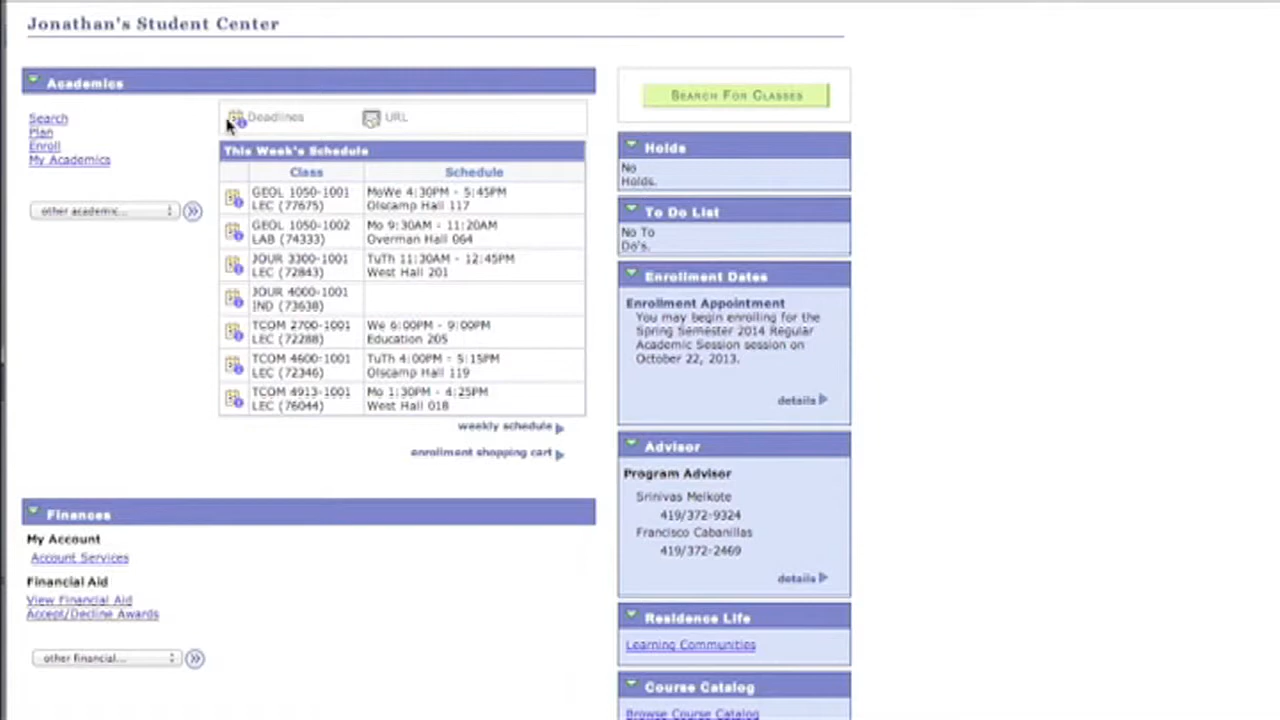 Jonathan's Student Center
Academics
Search
Plan
Enroll
My Academics
other academic...
Deadlines
URL
This Week's Schedule
Class Schedule
GEOL 1050-1001 MoWe 4:30PM - 5:45PM
LEC (77675) Olscamp Hall 117
GEOL 1050-1002 Mo 9:30AM - 11:20AM
LAB (74333) Overman Hall 064
JOUR 3300-1001 TuTh 11:30AM - 12:45PM
LEC (72843) West Hall 201
JOUR 4000-1001
IND (73638)
TCOM 2700-1001 We 6:00PM - 9:00PM
LEC (72288) Education 205
TCOM 4600-1001 TuTh 4:00PM - 5:15PM
LEC (72346) Olscamp Hall 119
TCOM 4913-1001 Mo 1:30PM - 4:25PM
LEC (76044) West Hall 018
weekly schedule
enrollment shopping cart
Finances
My Account
Account Services
Financial Aid
View Financial Aid
Accept/Decline Awards
other financial...
SEARCH FOR CLASSES
Holds
No
Holds.
To Do List
No To
Do's.
Enrollment Dates
Enrollment Appointment
You may begin enrolling for the
Spring Semester 2014 Regular
Academic Session session on
October 22, 2013.
details
Advisor
Program Advisor
Srinivas Melkote
419/372-9324
Francisco Cabanillas
419/372-2469
details
Residence Life
Learning Communities
Course Catalog
Browse Course Catalog